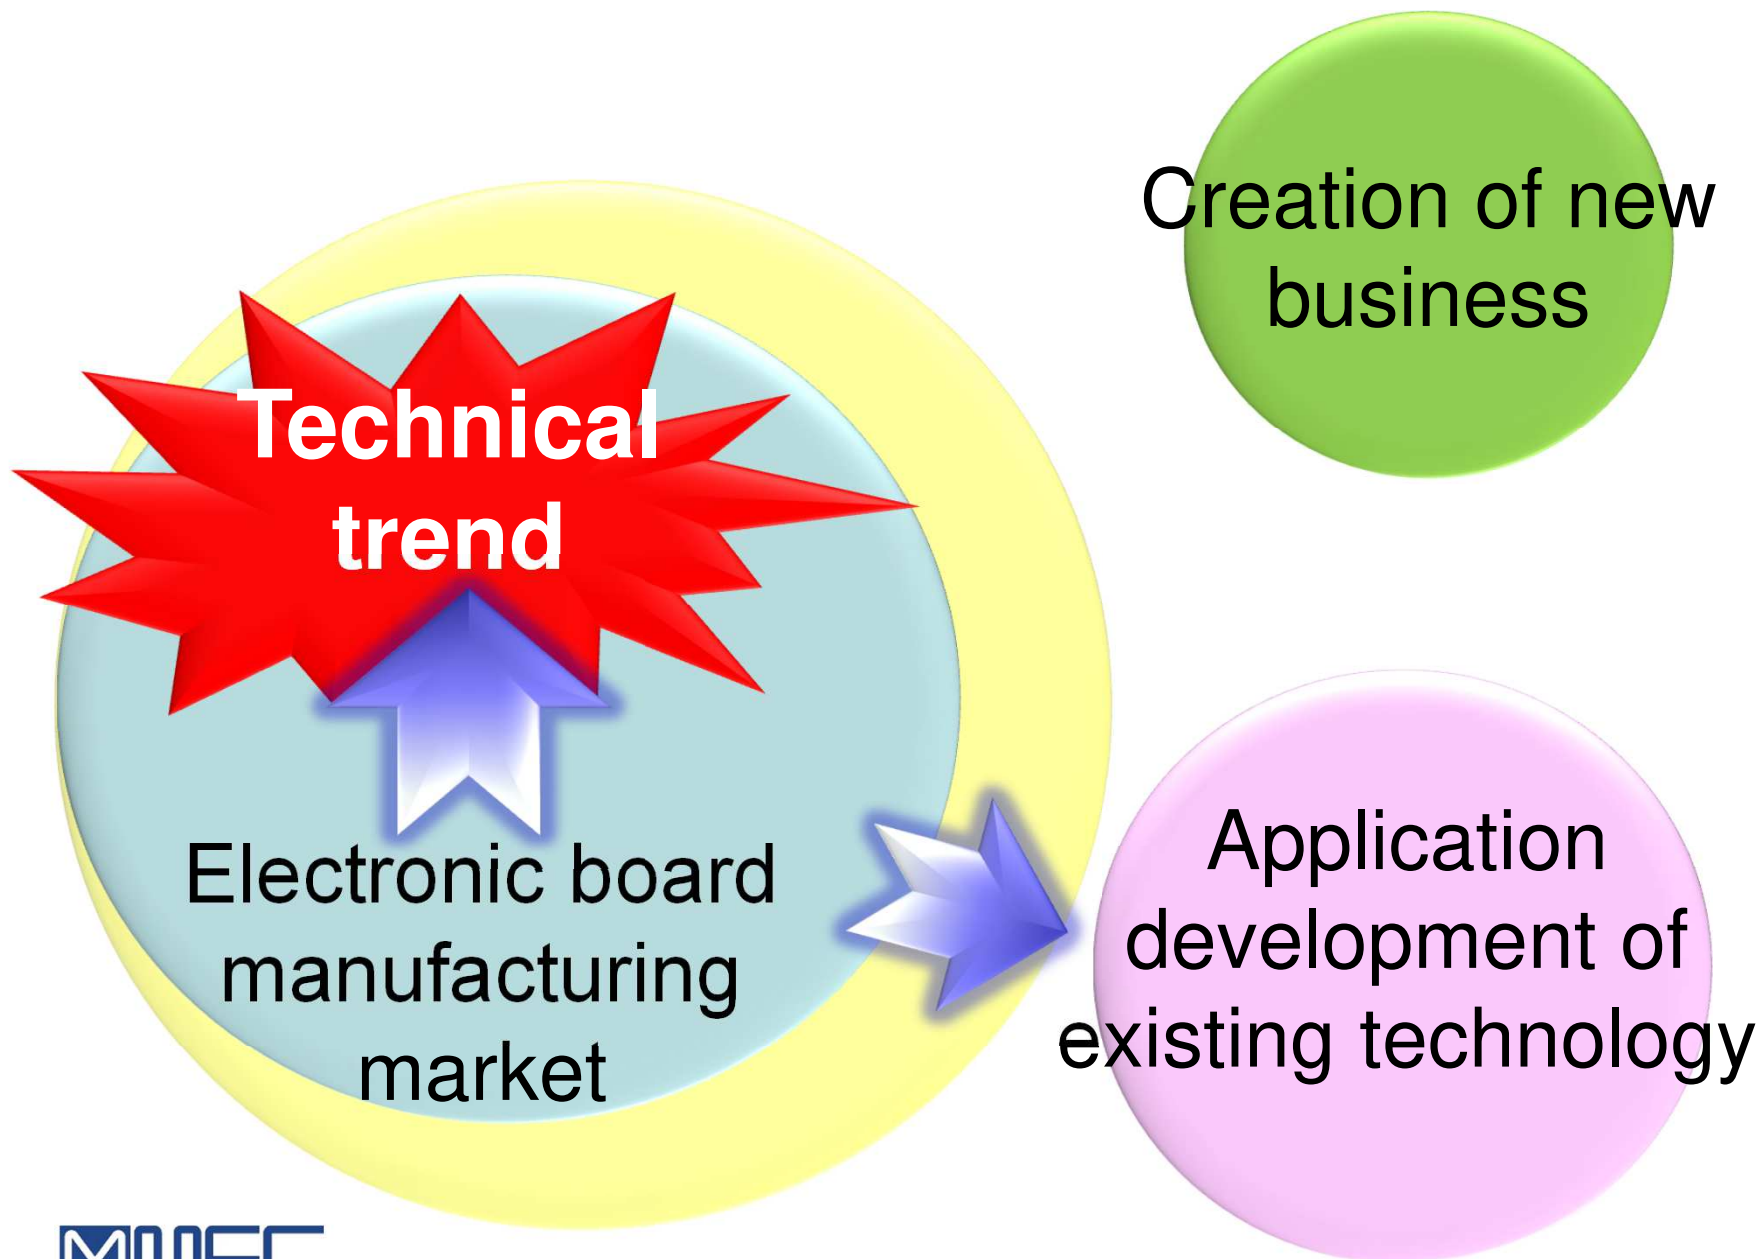 Creation of new
business
Technical
trend
Electronic board
manufacturing
market
Application
development of
existing technology